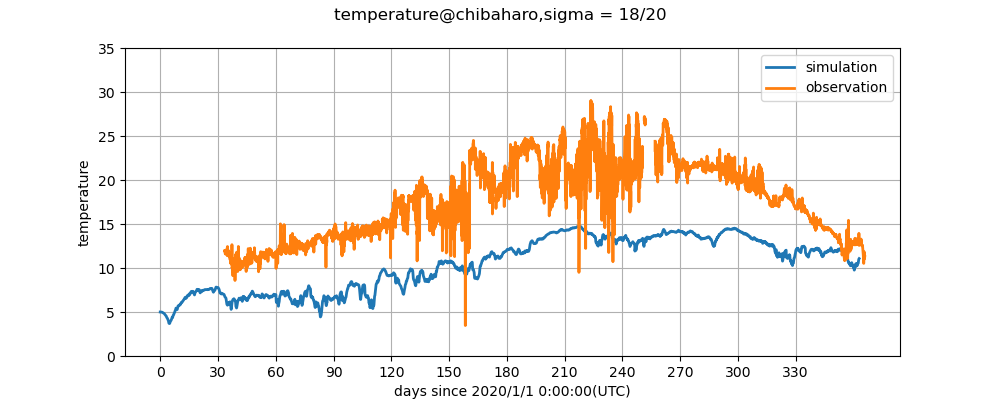 temperature@chibaharo,sigma = 18/20
35
30
25
20
15
10
5
0
temperature
simulation
observation
0 30 60 90 120 150 180 210 240 270 300 330
days since 2020/1/1 0:00:00(UTC)